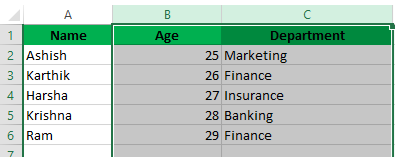 A B C
1 Name Age Department
2 Ashish 25 Marketing
3 Karthik 26 Finance
4 Harsha 27 Insurance
5 Krishna 28 Banking
6 Ram 29 Finance
7